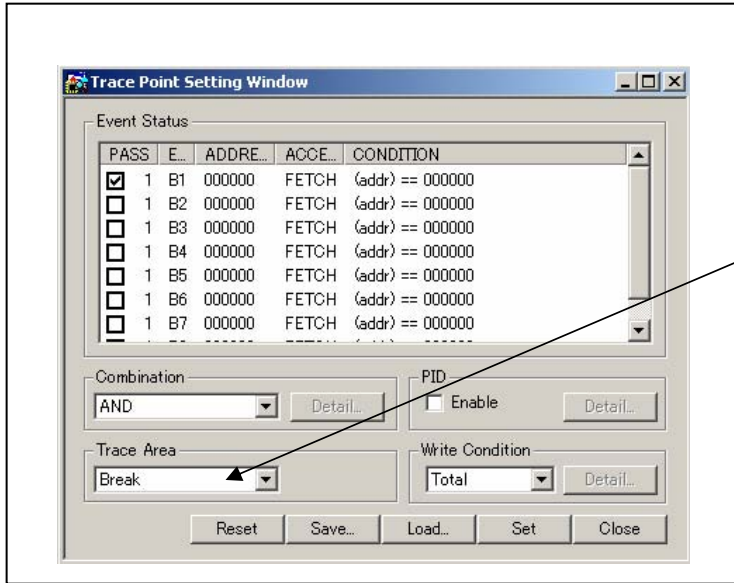 Trace Point Setting Window
Event Status
PASS E... ADDRE... ACCE... CONDITION
1 B1 000000 FETCH (addr) == 000000
1 B2 000000 FETCH (addr) == 000000
1 B3 000000 FETCH (addr) == 000000
1 B4 000000 FETCH (addr) == 000000
1 B5 000000 FETCH (addr) == 000000
1 B6 000000 FETCH (addr) == 000000
1 B7 000000 FETCH (addr) == 000000
Combination
AND Detail...
PID
Enable Detail...
Trace Area
Break
Write Condition
Total Detail...
Reset Save... Load... Set Close